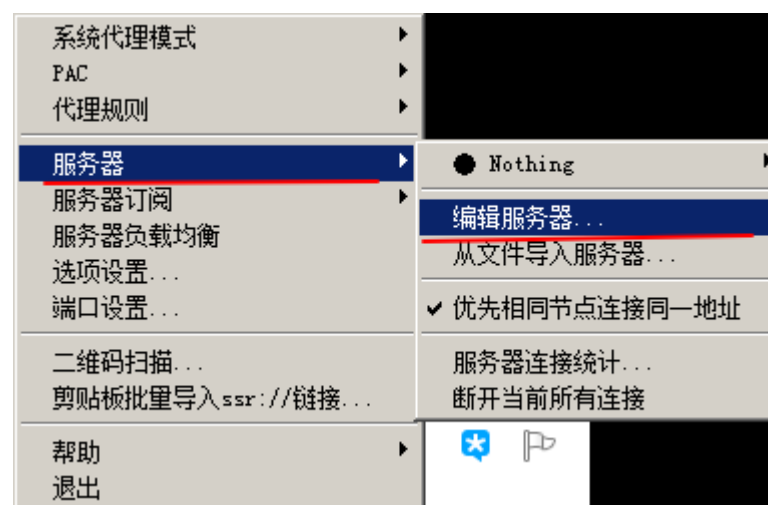 系统代理模式
PAC
代理规则
服务器
服务器订阅
服务器负载均衡
选项设置...
端口设置...
二维码扫描...
剪贴板批量导入ssr://链接...
帮助
退出
Nothing
编辑服务器...
从文件导入服务器...
优先相同节点连接同一地址
服务器连接统计...
断开当前所有连接